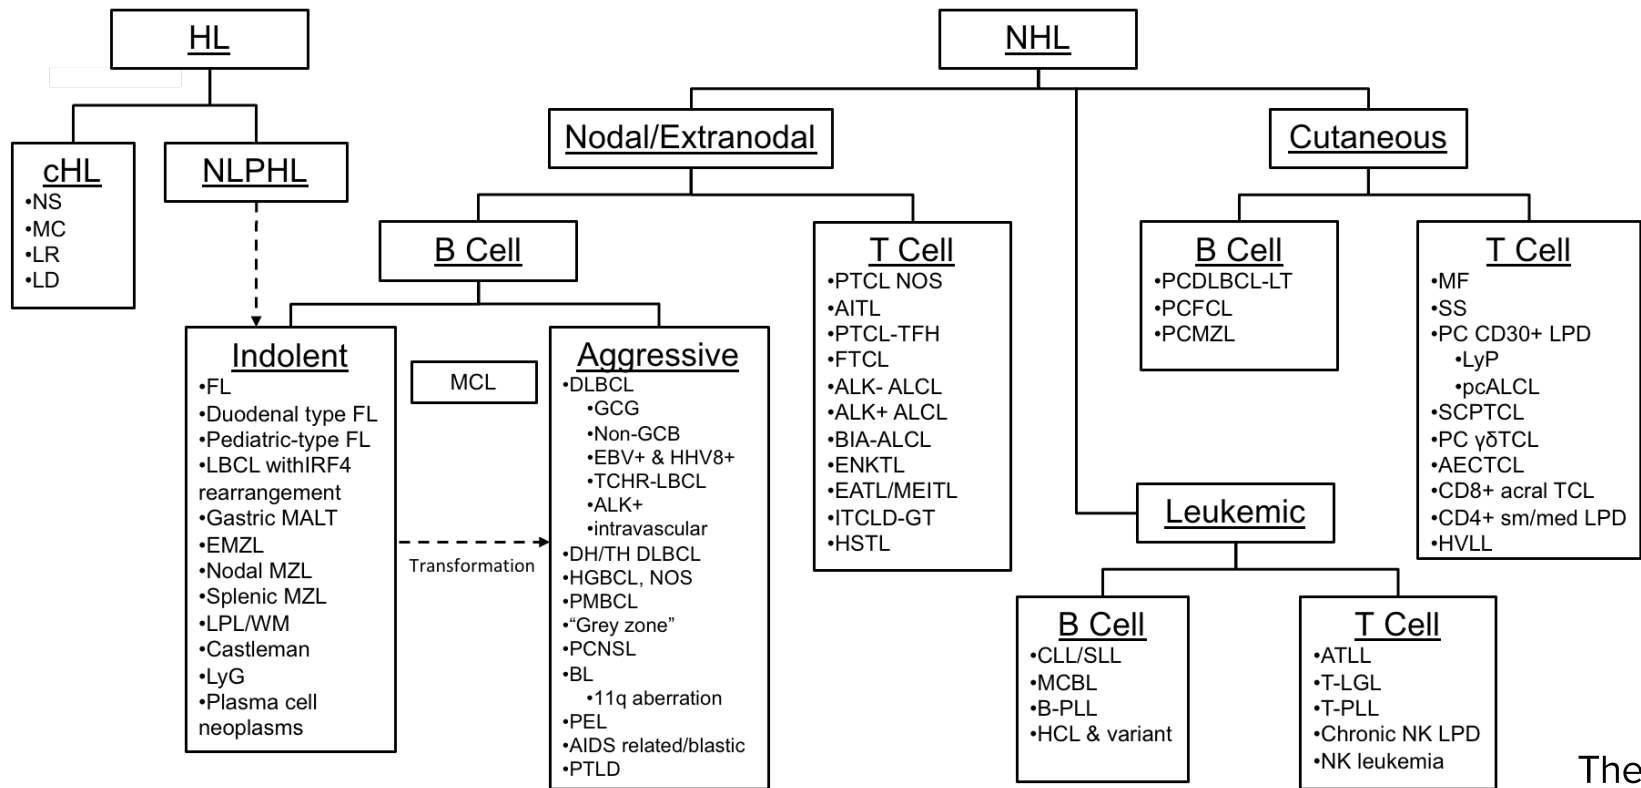 HL
cHL
•NS
•MC
•LR
•LD
NLPHL
NHL
Nodal/Extranodal
B Cell
Indolent
•FL
•Duodenal type FL
•Pediatric-type FL
•LBCL withIRF4
rearrangement
•Gastric MALT
•EMZL
•Nodal MZL
•Splenic MZL
•LPL/WM
•Castleman
•LyG
•Plasma cell
neoplasms
MCL
Transformation
Aggressive
•DLBCL
•GCG
•Non-GCB
•EBV+ & HHV8+
•TCHR-LBCL
•ALK+
•intravascular
•DH/TH DLBCL
•HGBCL, NOS
•PMBCL
•“Grey zone”
•PCNSL
•BL
•11q aberration
•PEL
•AIDS related/blastic
•PTLD
T Cell
•PTCL NOS
•AITL
•PTCL-TFH
•FTCL
•ALK- ALCL
•ALK+ ALCL
•BIA-ALCL
•ENKTL
•EATL/MEITL
•ITCLD-GT
•HSTL
Cutaneous
B Cell
•PCDLBCL-LT
•PCFCL
•PCMZL
T Cell
•MF
•SS
•PC CD30+ LPD
•LyP
•pcALCL
•SCPTCL
•PC γδTCL
•AECTCL
•CD8+ acral TCL
•CD4+ sm/med LPD
•HVLL
Leukemic
B Cell
•CLL/SLL
•MCBL
•B-PLL
•HCL & variant
T Cell
•ATLL
•T-LGL
•T-PLL
•Chronic NK LPD
•NK leukemia
The